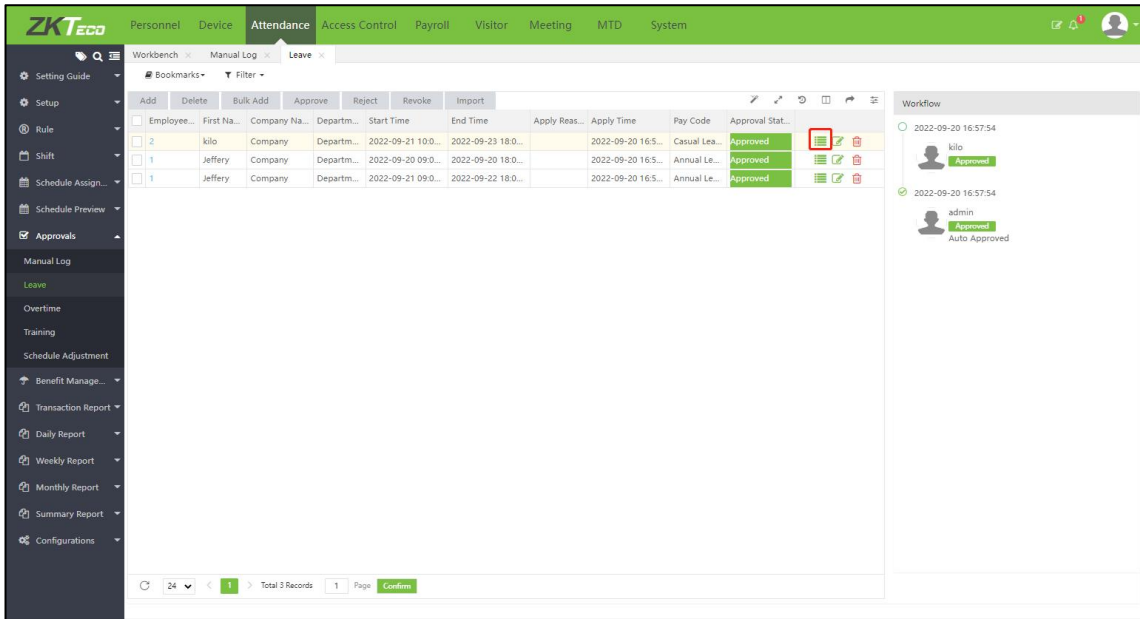 ZKTECO Personnel Device Attendance Access Control Payroll Visitor Meeting MTD System 1
Workbench × Manual Log × Leave ×
Bookmarks Filter
Add Delete Bulk Add Approve Reject Revoke Import
Employee... First Na... Company Na... Departm... Start Time End Time Apply Reas... Apply Time Pay Code Approval Stat...
2 kilo Company Departm... 2022-09-21 10:0... 2022-09-23 18:0... 2022-09-20 16:5... Casual Lea... Approved
1 Jeffery Company Departm... 2022-09-20 09:0... 2022-09-20 18:0... 2022-09-20 16:5... Annual Le... Approved
1 Jeffery Company Departm... 2022-09-21 09:0... 2022-09-22 18:0... 2022-09-20 16:5... Annual Le... Approved
Setting Guide
Setup
Rule
Shift
Schedule Assign...
Schedule Preview
Approvals
Manual Log
Leave
Overtime
Training
Schedule Adjustment
Benefit Manage...
Transaction Report
Daily Report
Weekly Report
Monthly Report
Summary Report
Configurations
24 < 1 > Total 3 Records 1 Page Confirm
Workflow
2022-09-20 16:57:54
kilo
Approved
2022-09-20 16:57:54
admin
Approved
Auto Approved